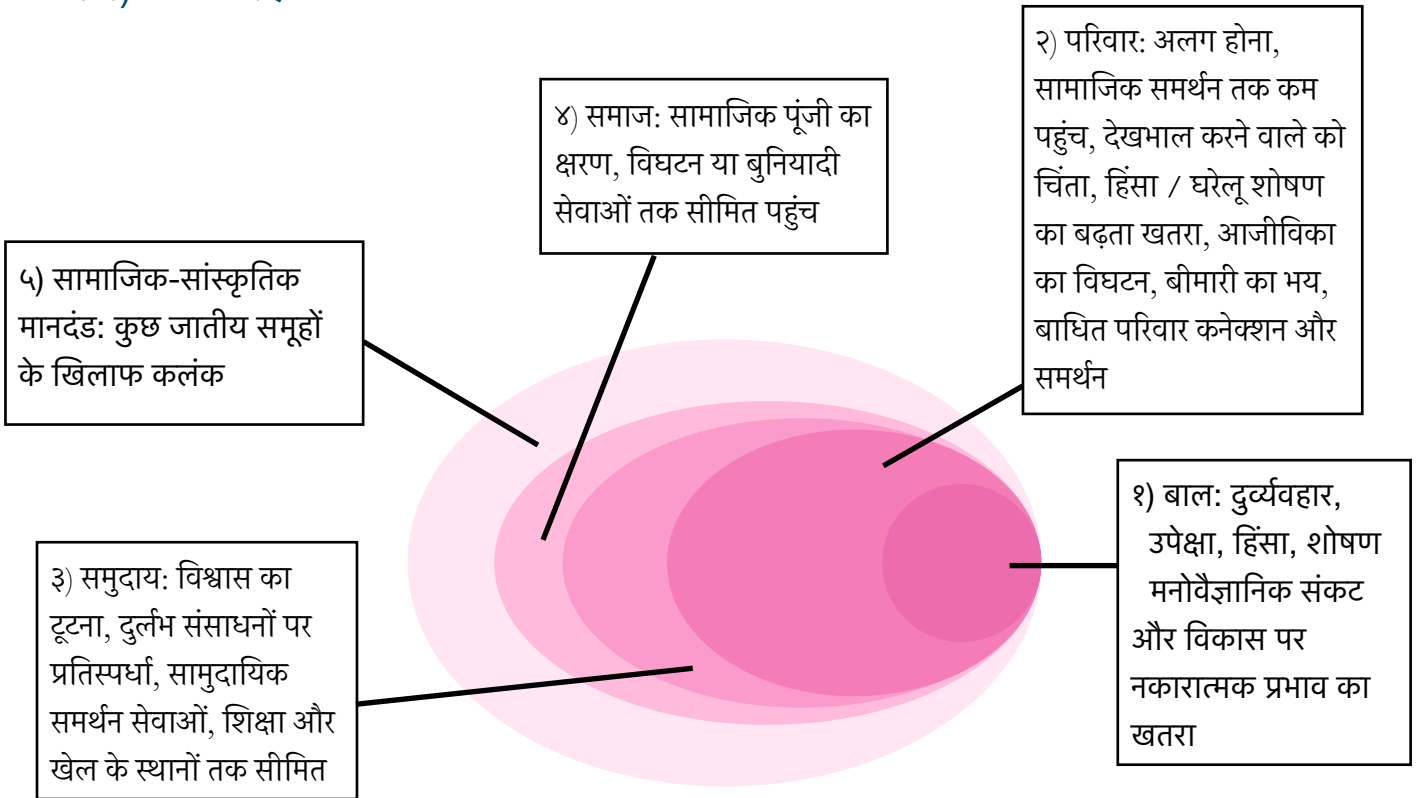 २) परिवार: अलग होना,
सामाजिक समर्थन तक कम
पहुंच, देखभाल करने वाले को
चिंता, हिंसा / घरेलू शोषण
का बढ़ता खतरा, आजीविका
का विघटन, बीमारी का भय,
बाधित परिवार कनेक्शन और
समर्थन
४) समाज: सामाजिक पूंजी का
क्षरण, विघटन या बुनियादी
सेवाओं तक सीमित पहुंच
५) सामाजिक-सांस्कृतिक
मानदंड: कुछ जातीय समूहों
के खिलाफ कलंक
१) बाल: दुर्व्यवहार,
उपेक्षा, हिंसा, शोषण
मनोवैज्ञानिक संकट
और विकास पर
नकारात्मक प्रभाव का
खतरा
३) समुदाय: विश्वास का
टूटना, दुर्लभ संसाधनों पर
प्रतिस्पर्धा, सामुदायिक
समर्थन सेवाओं, शिक्षा और
खेल के स्थानों तक सीमित